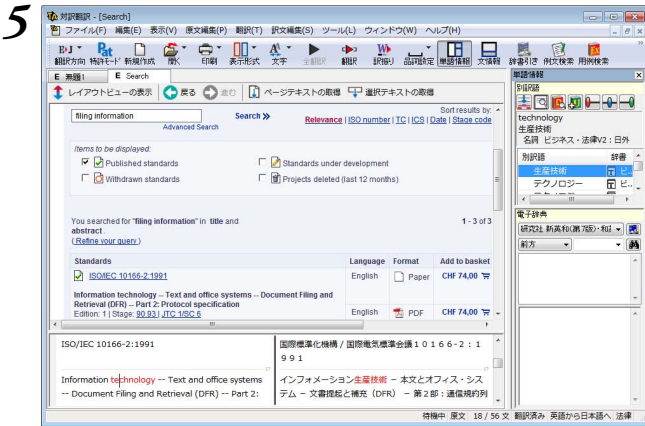 5
対訳翻訳 - [Search]
ファイル(F) 編集(E) 表示(V) 原文編集(P) 翻訳(T) 訳文編集(S) ツール(L) ウィンドウ(W) ヘルプ(H)
翻訳方向 特許モード 新規作成 開く 印刷 表示形式 文字 全翻訳 翻訳 訳振り 品詞設定 単語情報 文情報 辞書引き 例文検索 用例検索
E 無題1 E Search
レイアウトビューの表示 戻る 進む ページテキストの取得 選択テキストの取得
filing information Search »
Advanced Search
Sort results by:
Relevance | ISO number | TC | ICS | Date | Stage code
Items to be displayed:
Published standards Standards under development
Withdrawn standards Projects deleted (last 12 months)
You searched for "filing information" in title and
abstract .
( Refine your query )
1 - 3 of 3
Standards Language Format Add to basket
ISO/IEC 10166-2:1991 English Paper CHF 74,00
Information technology -- Text and office systems -- Document Filing and
Retrieval (DFR) -- Part 2: Protocol specification
Edition: 1 | Stage: 90.93 | JTC 1/SC 6
English PDF CHF 74,00
ISO/IEC 10166-2:1991
Information technology -- Text and office systems
-- Document Filing and Retrieval (DFR) -- Part 2:
国際標準化機構 / 国際電気標準会議１０１６６-２：１
９９１
インフォメーション生産技術 － 本文とオフィス・シス
テム － 文書提起と補充（DFR） － 第２部：通信規約列
単語情報
別訳語
technology
生産技術
名詞 ビジネス・法律V2：日外
別訳語 辞書
生産技術 ビ...
テクノロジー ビ...
電子辞典
研究社 新英和(第7版)・和
前方
待機中 原文 18 / 56 文 翻訳済み 英語から日本語へ 法律